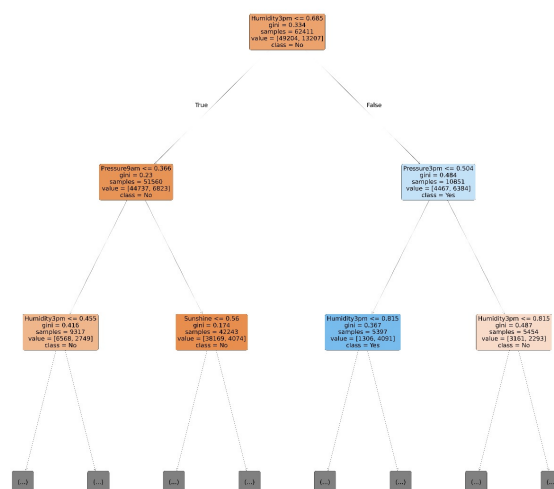 Humidity3pm <= 0.685
gini = 0.334
samples = 62411
value = [49204, 13207]
class = No
True
False
Pressure9am <= 0.366
gini = 0.23
samples = 51560
value = [44737, 6823]
class = No
Pressure3pm <= 0.504
gini = 0.484
samples = 10851
value = [4467, 6384]
class = Yes
Humidity3pm <= 0.455
gini = 0.416
samples = 9317
value = [6568, 2749]
class = No
Sunshine <= 0.56
gini = 0.174
samples = 42243
value = [38169, 4074]
class = No
Humidity3pm <= 0.815
gini = 0.367
samples = 5397
value = [1306, 4091]
class = Yes
Humidity3pm <= 0.815
gini = 0.487
samples = 5454
value = [3161, 2293]
class = No
(...)
(...)
(...)
(...)
(...)
(...)
(...)
(...